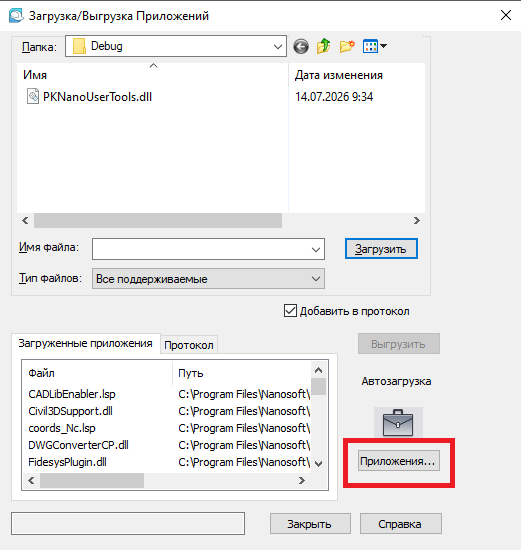 Загрузка/Выгрузка Приложений
Папка: Debug
Имя Дата изменения
PKNanoUserTools.dll 14.07.2026 9:34
Имя файла: Загрузить
Тип файлов: Все поддерживаемые
Добавить в протокол
Загруженные приложения Протокол Выгрузить
Файл Путь Автозагрузка
CADLibEnabler.lsp C:\Program Files\Nanosoft\
Civil3DSupport.dll C:\Program Files\Nanosoft\
coords_Nc.lsp C:\Program Files\Nanosoft\
DWGConverterCP.dll C:\Program Files\Nanosoft\
FidesysPlugin.dll C:\Program Files\Nanosoft\
Приложения...
Закрыть Справка